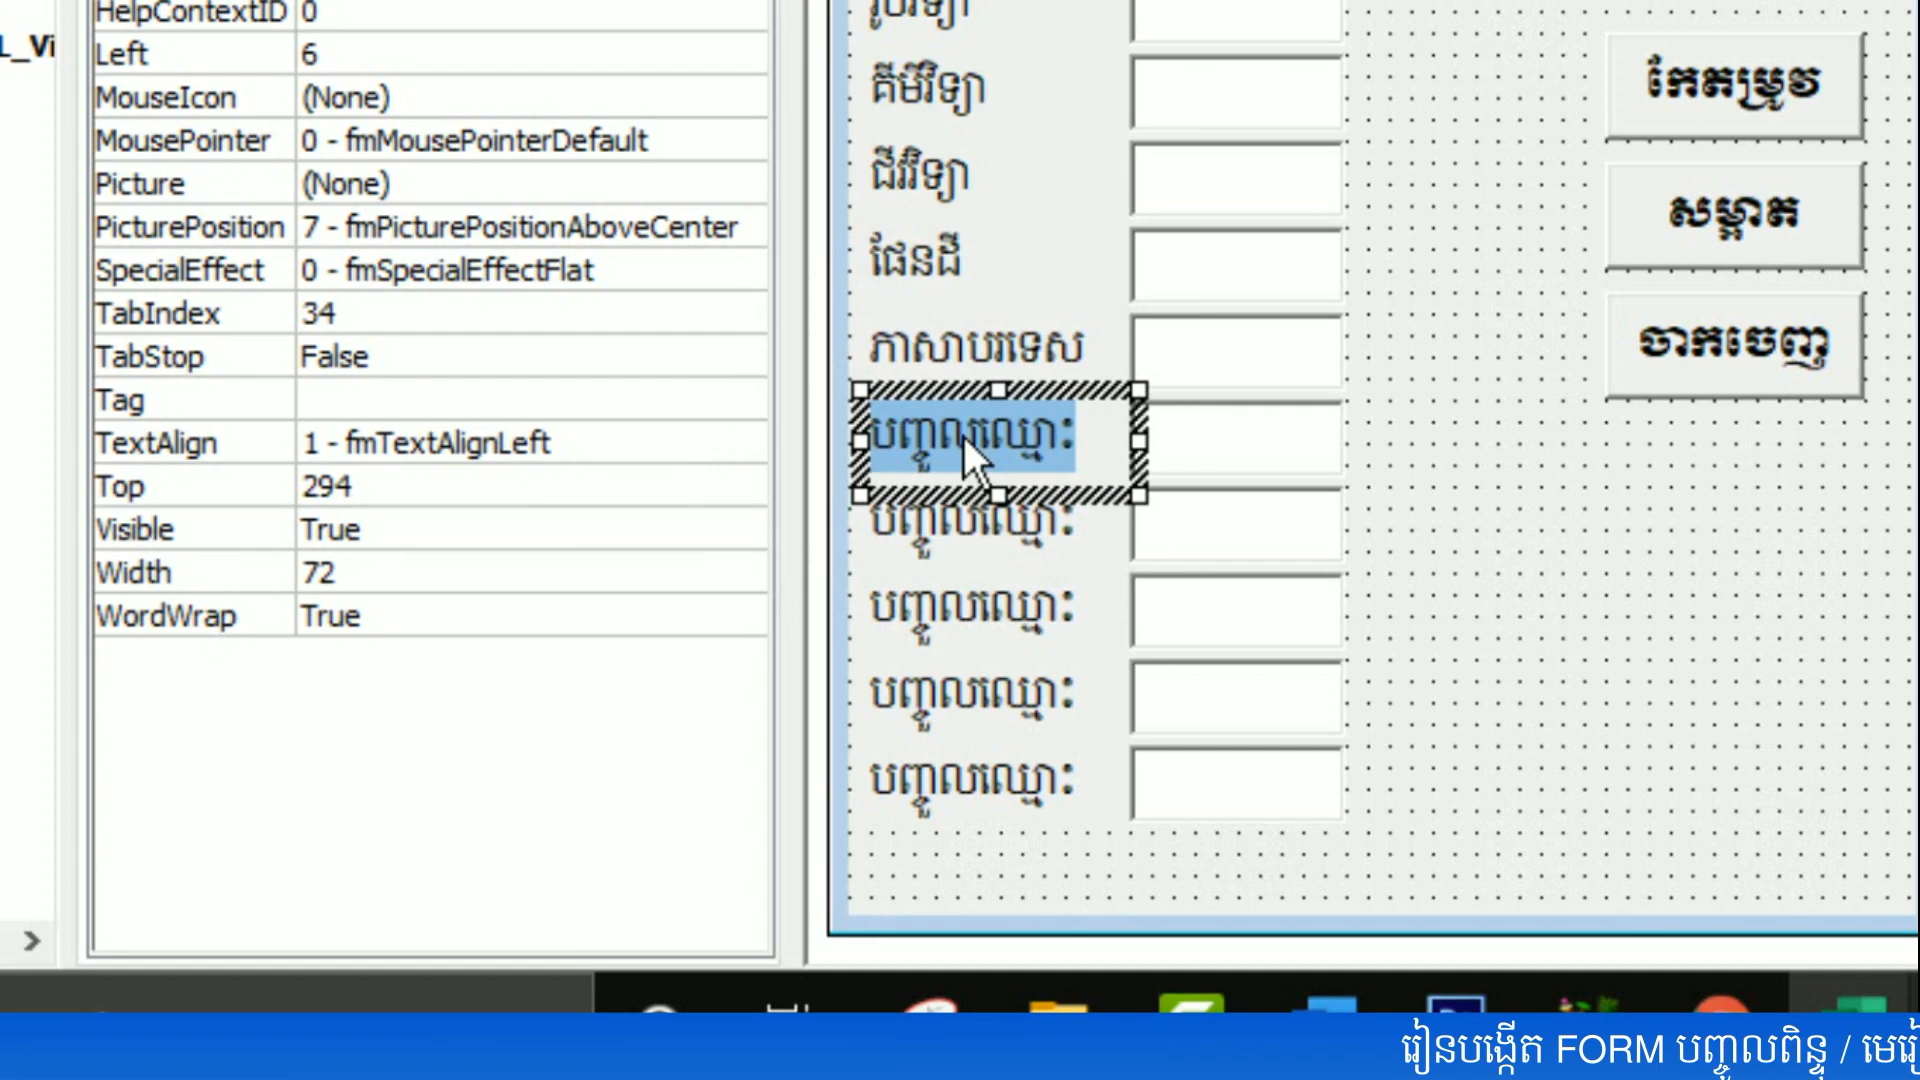 HelpContextID 0
Left 6
MouseIcon (None)
MousePointer 0 - fmMousePointerDefault
Picture (None)
PicturePosition 7 - fmPicturePositionAboveCenter
SpecialEffect 0 - fmSpecialEffectFlat
TabIndex 34
TabStop False
Tag
TextAlign 1 - fmTextAlignLeft
Top 294
Visible True
Width 72
WordWrap True
រូបវិទ្យា
គីមីវិទ្យា
ជីវវិទ្យា
ផែនដី
ភាសាបរទេស
បញ្ចូលឈ្មោះ
បញ្ចូលឈ្មោះ
បញ្ចូលឈ្មោះ
បញ្ចូលឈ្មោះ
បញ្ចូលឈ្មោះ
កែតម្រូវ
សម្អាត
ចាកចេញ
រៀនបង្កើត FORM បញ្ចូលពិន្ទុ /